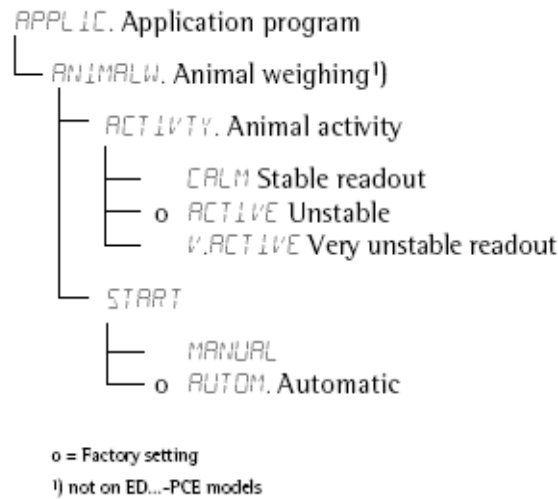 APPLIC. Application program
ANIMALW. Animal weighing¹)
ACTIVTY. Animal activity
CALM Stable readout
o ACTIVE Unstable
V.ACTIVE Very unstable readout
START
MANUAL
o AUTOM. Automatic
o = Factory setting
¹) not on ED...-PCE models